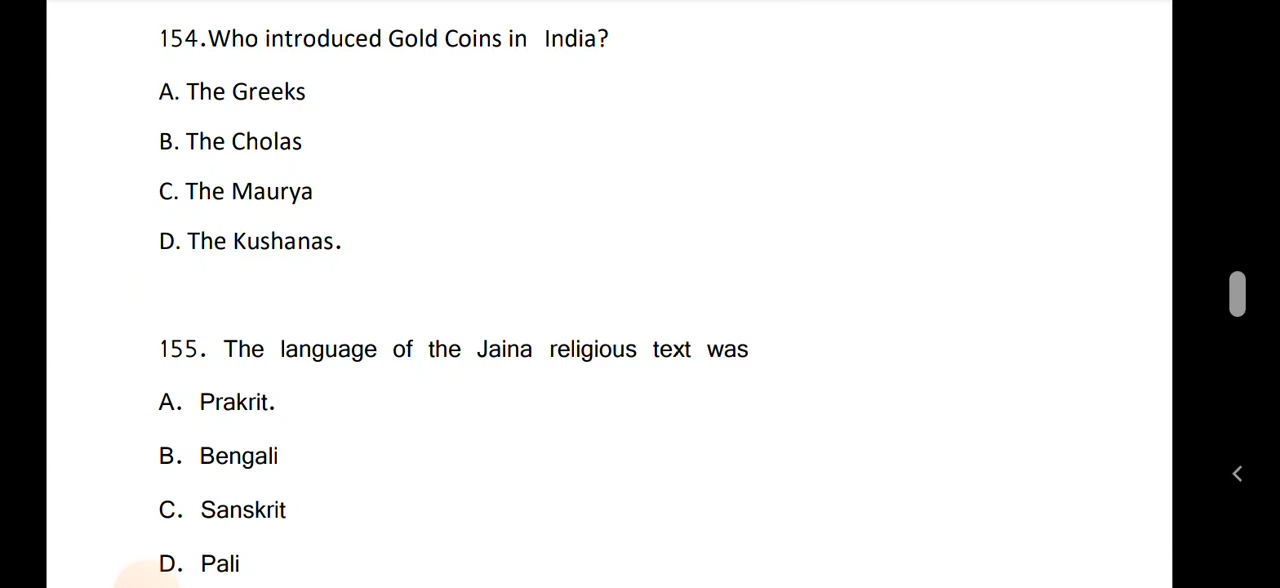 154.Who introduced Gold Coins in India?
A. The Greeks
B. The Cholas
C. The Maurya
D. The Kushanas.
155. The language of the Jaina religious text was
A. Prakrit.
B. Bengali
C. Sanskrit
D. Pali